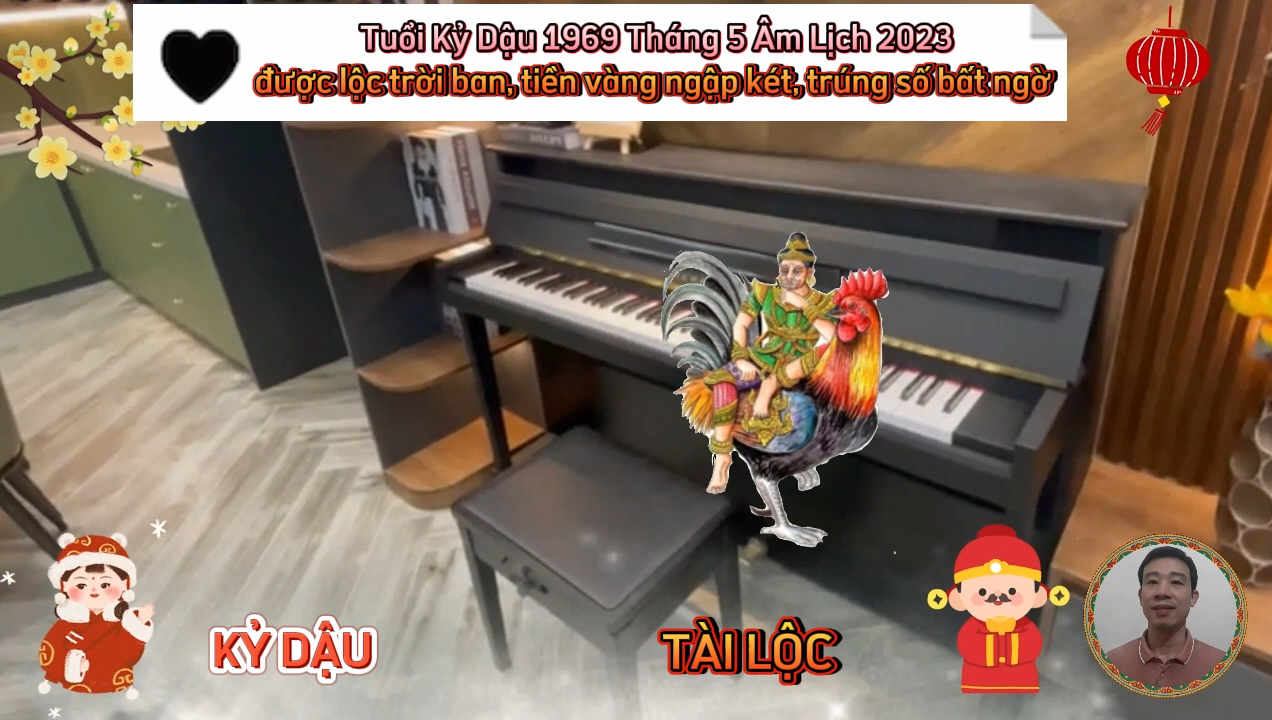 Tuổi Kỷ Dậu 1969 Tháng 5 Âm Lịch 2023
được lộc trời ban, tiền vàng ngập két, trúng số bất ngờ
KỶ DẬU
TÀI LỘC